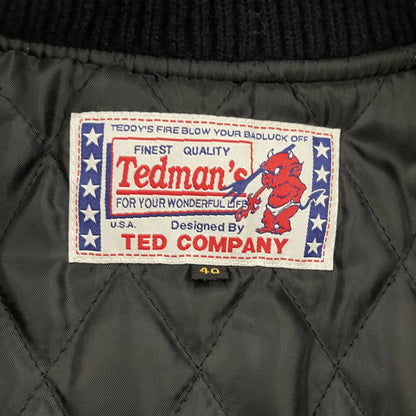 TEDDY'S FIRE BLOW YOUR BADLUCK OFF
FINEST QUALITY
Tedman's
FOR YOUR WONDERFUL LIFE
U.S.A. Designed By
TED COMPANY
40